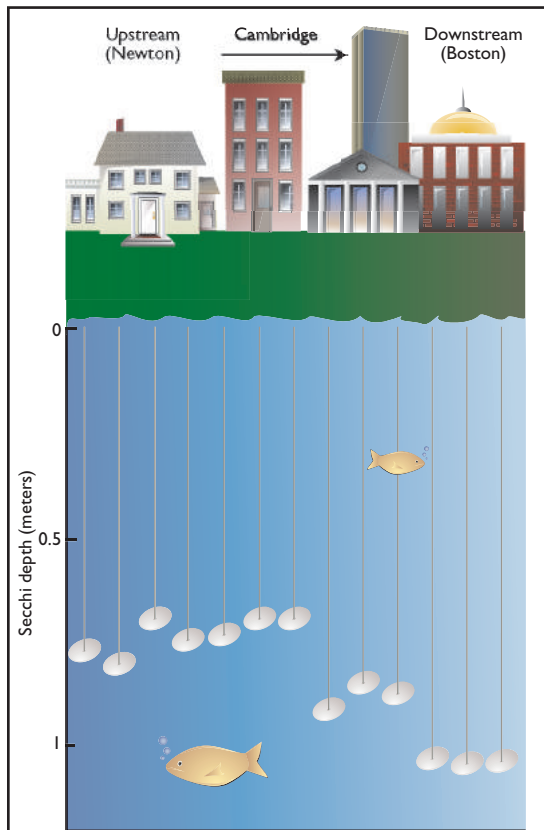 Upstream
(Newton)
Cambridge
Downstream
(Boston)
0
0.5
1
Secchi depth (meters)